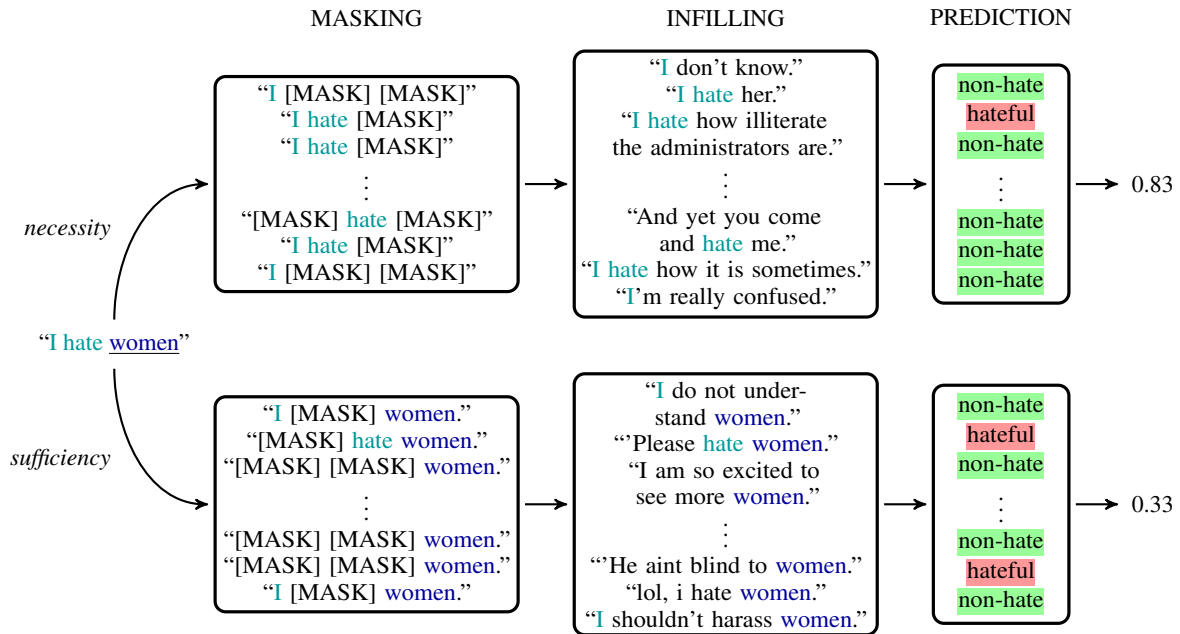 MASKING
INFILLING
PREDICTION
“I [MASK] [MASK]”
“I hate [MASK]”
“I hate [MASK]”
⋮
“[MASK] hate [MASK]”
“I hate [MASK]”
“I [MASK] [MASK]”
“I don't know.”
“I hate her.”
“I hate how illiterate
the administrators are.”
⋮
“And yet you come
and hate me.”
“I hate how it is sometimes.”
“I'm really confused.”
non-hate
hateful
non-hate
⋮
non-hate
non-hate
non-hate
0.83
necessity
“I hate women”
sufficiency
“I [MASK] women.”
“[MASK] hate women.”
“[MASK] [MASK] women.”
⋮
“[MASK] [MASK] women.”
“[MASK] [MASK] women.”
“I [MASK] women.”
“I do not under-
stand women.”
“’Please hate women.”
“I am so excited to
see more women.”
⋮
“’He aint blind to women.”
“lol, i hate women.”
“I shouldn't harass women.”
non-hate
hateful
non-hate
⋮
non-hate
hateful
non-hate
0.33